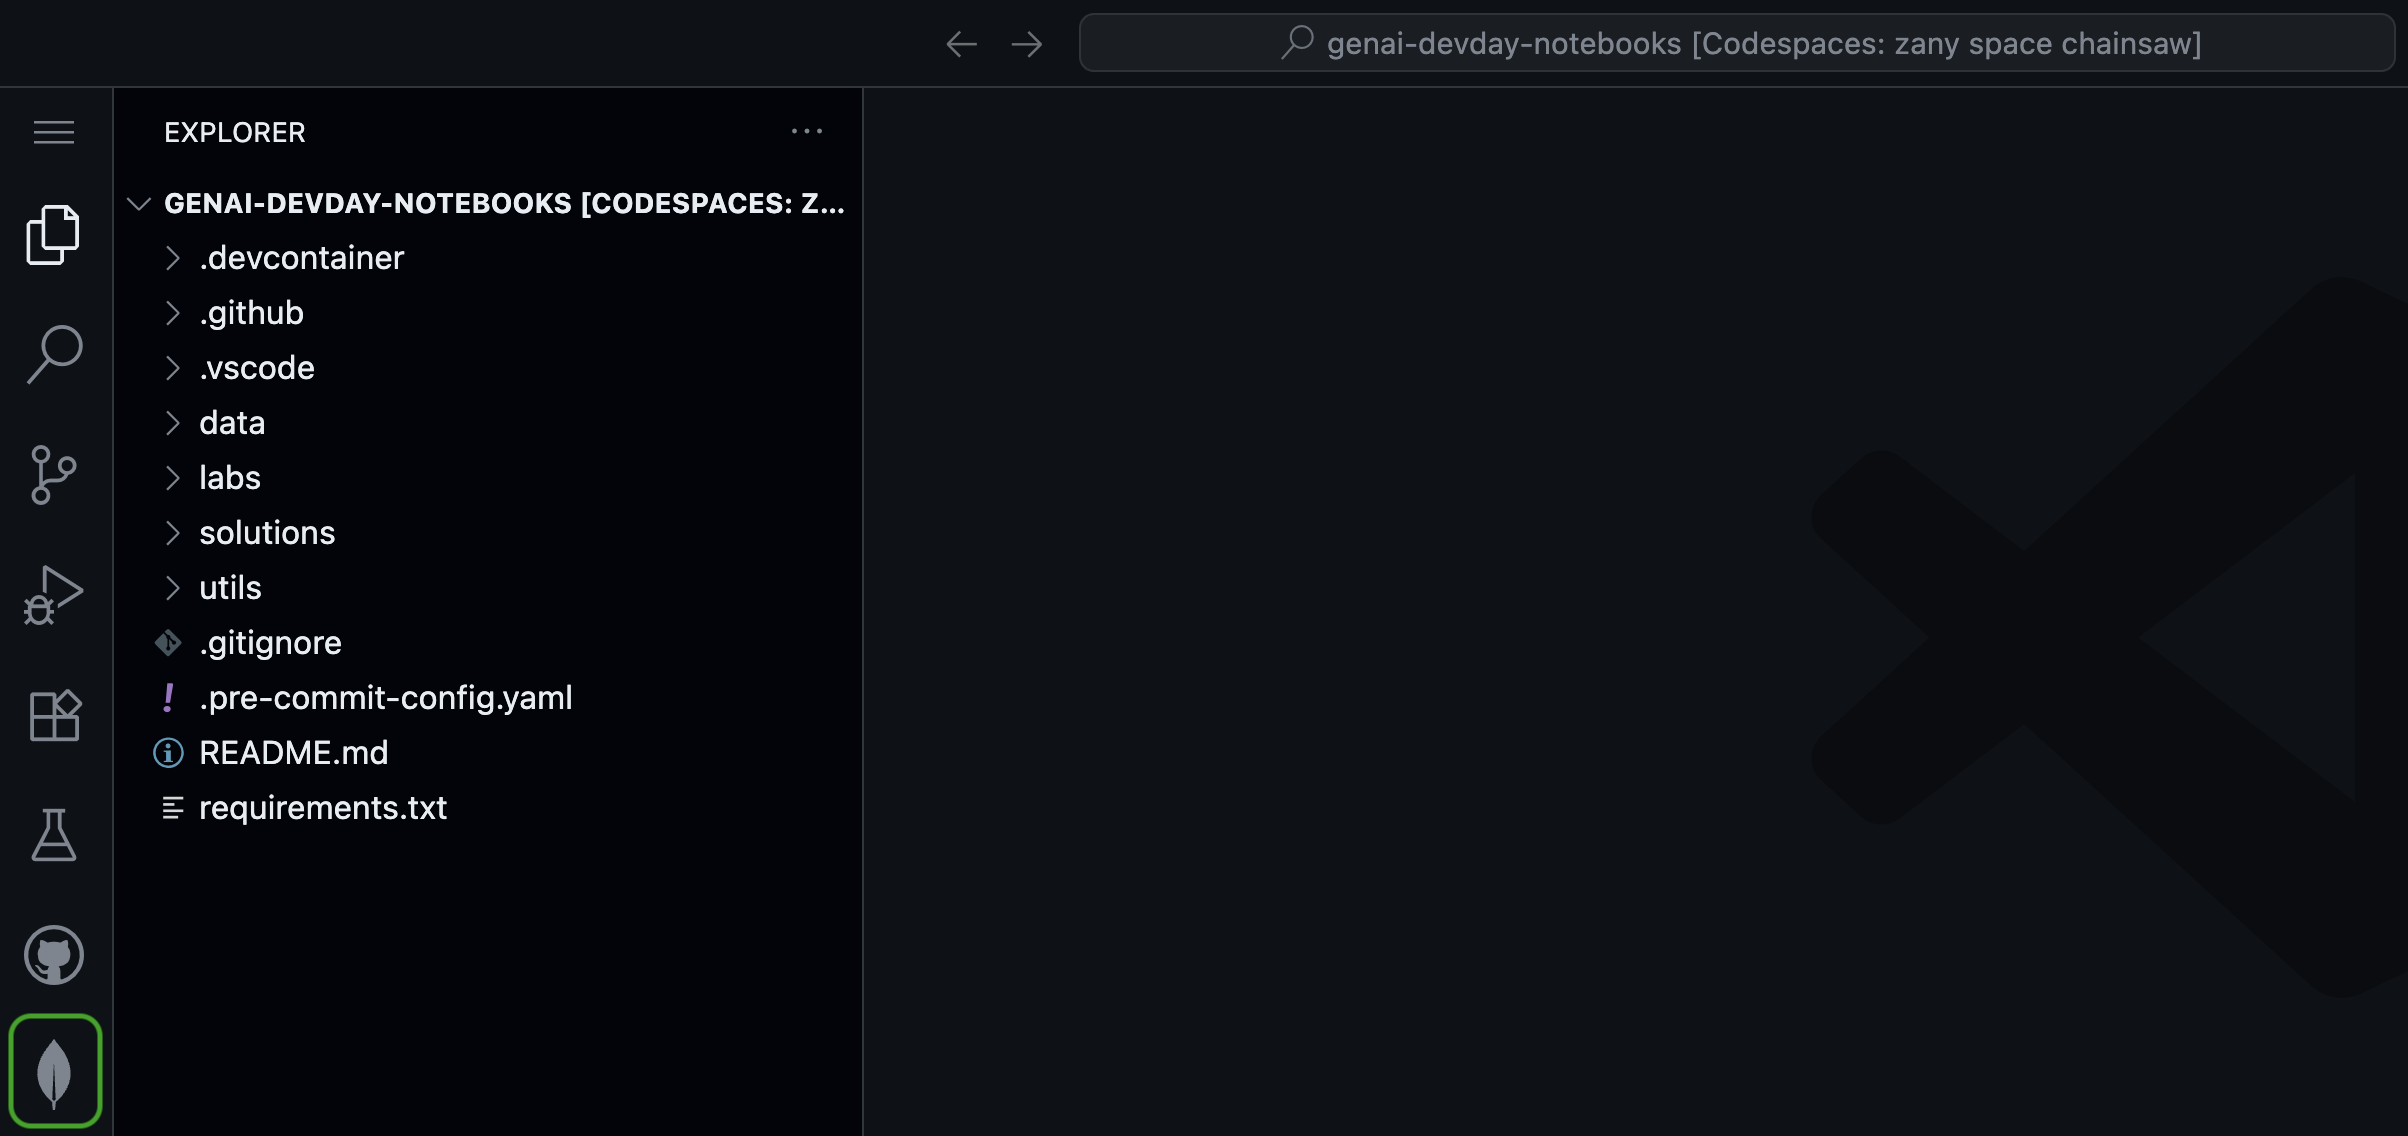 genai-devday-notebooks [Codespaces: zany space chainsaw]
EXPLORER
GENAI-DEVDAY-NOTEBOOKS [CODESPACES: Z...
.devcontainer
.github
.vscode
data
labs
solutions
utils
.gitignore
.pre-commit-config.yaml
README.md
requirements.txt